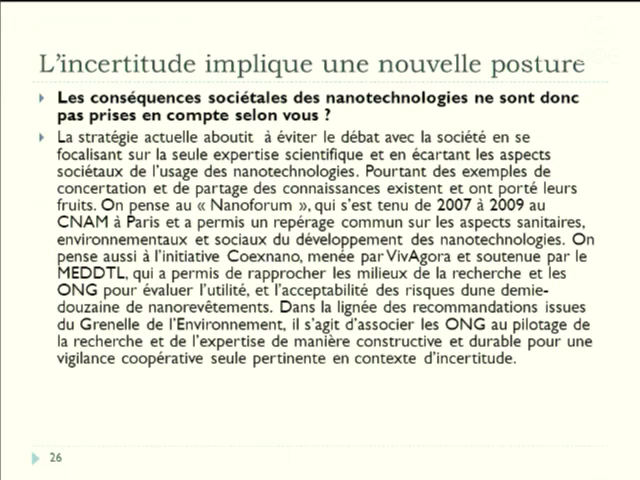 L'incertitude implique une nouvelle posture
Les conséquences sociétales des nanotechnologies ne sont donc
pas prises en compte selon vous ?
La stratégie actuelle aboutit à éviter le débat avec la société en se
focalisant sur la seule expertise scientifique et en écartant les aspects
sociétaux de l'usage des nanotechnologies. Pourtant des exemples de
concertation et de partage des connaissances existent et ont porté leurs
fruits. On pense au « Nanoforum », qui s'est tenu de 2007 à 2009 au
CNAM à Paris et a permis un repérage commun sur les aspects sanitaires,
environnementaux et sociaux du développement des nanotechnologies. On
pense aussi à l'initiative Coexnano, menée par VivAgora et soutenue par le
MEDDTL, qui a permis de rapprocher les milieux de la recherche et les
ONG pour évaluer l'utilité, et l'acceptabilité des risques dune demie-
douzaine de nanorevêtements. Dans la lignée des recommandations issues
du Grenelle de l'Environnement, il s'agit d'associer les ONG au pilotage de
la recherche et de l'expertise de manière constructive et durable pour une
vigilance coopérative seule pertinente en contexte d'incertitude.
26